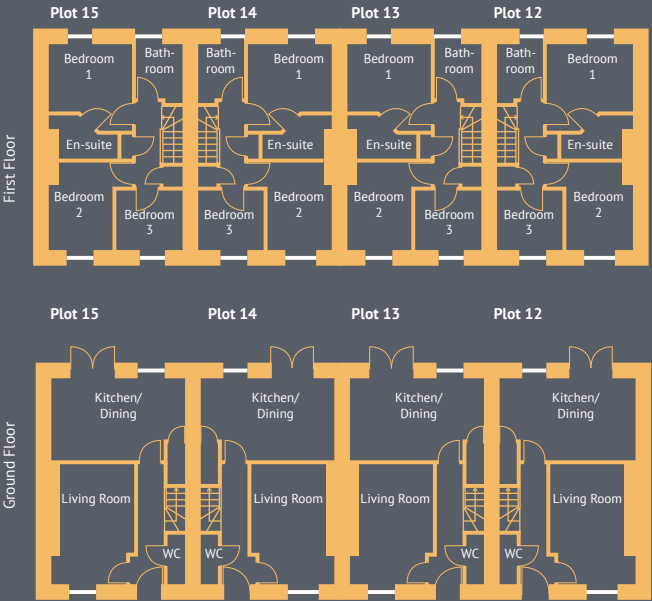 Plot 15 Plot 14 Plot 13 Plot 12
First Floor
Bedroom 1
Bath-
room
Bath-
room
Bedroom
1
Bedroom
1
Bath-
room
Bath-
room
Bedroom
1
En-suite
En-suite
En-suite
En-suite
Bedroom
2
Bedroom
3
Bedroom
3
Bedroom
2
Bedroom
2
Bedroom
3
Bedroom
3
Bedroom
2
Plot 15 Plot 14 Plot 13 Plot 12
Ground Floor
Kitchen/
Dining
Kitchen/
Dining
Kitchen/
Dining
Kitchen/
Dining
Living Room
Living Room
Living Room
Living Room
WC
WC
WC
WC